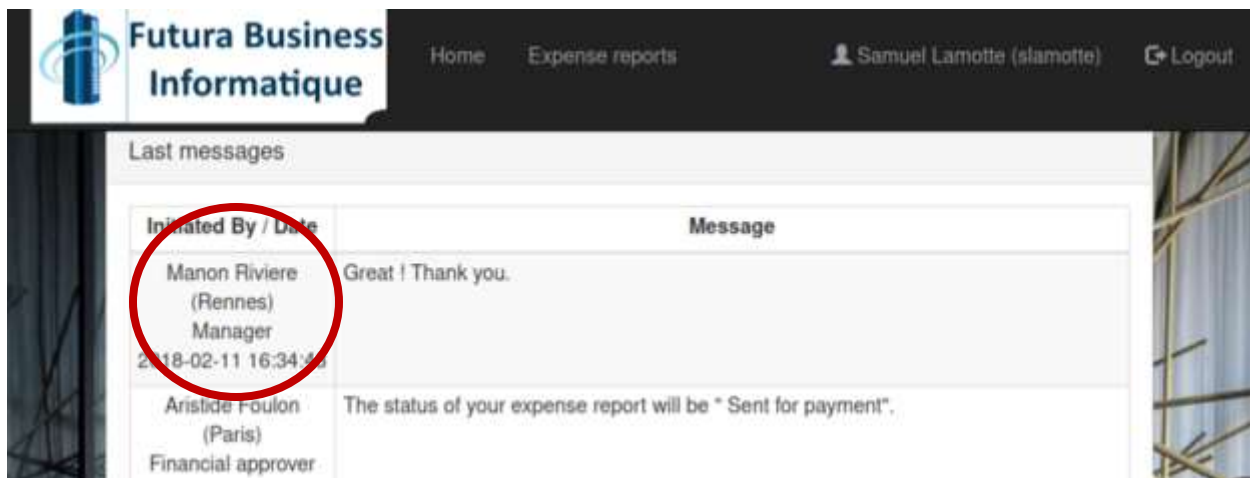 Futura Business
Informatique
Home Expense reports Samuel Lamotte (slamotte) Logout
Last messages
Initiated By / Date Message
Manon Riviere Great ! Thank you.
(Rennes)
Manager
2018-02-11 16:34:46
Aristide Foulon The status of your expense report will be " Sent for payment".
(Paris)
Financial approver